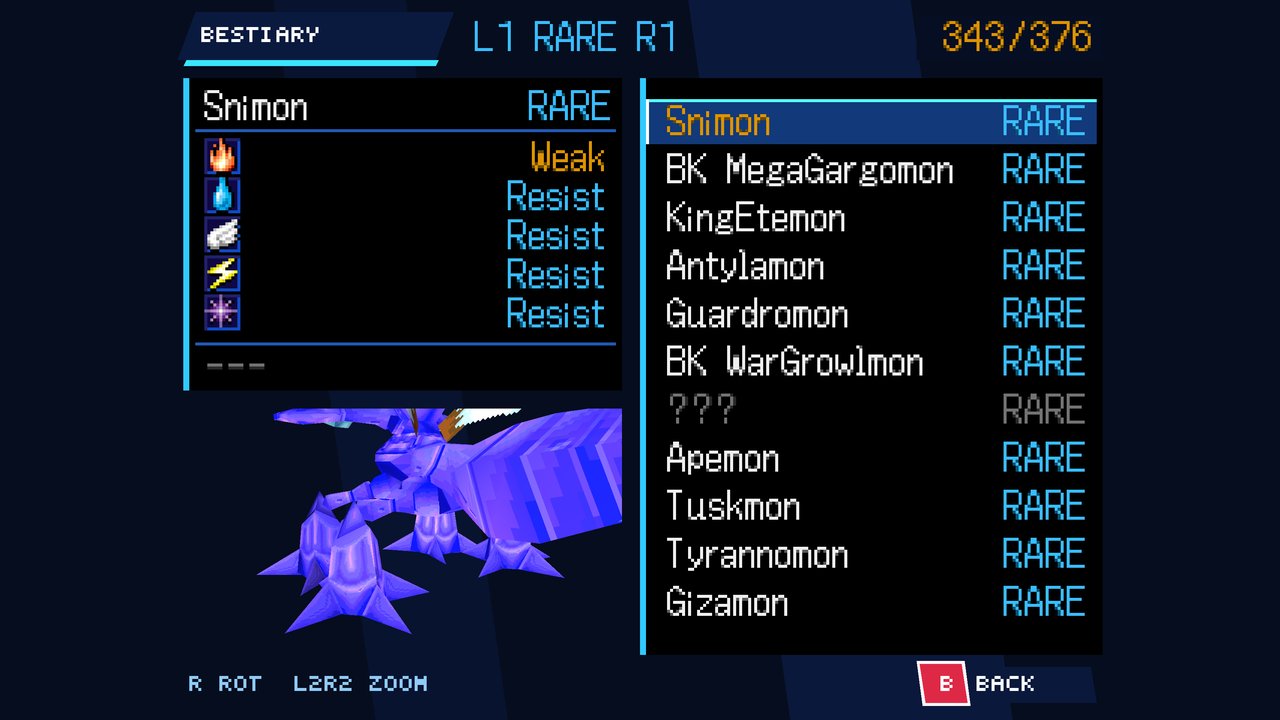 BESTIARY
L1 RARE R1
343/376
Snimon RARE
Weak
Resist
Resist
Resist
Resist
---
Snimon RARE
BK MegaGargomon RARE
KingEtemon RARE
Antylamon RARE
Guardromon RARE
BK WarGrowlmon RARE
??? RARE
Apemon RARE
Tuskmon RARE
Tyrannomon RARE
Gizamon RARE
R ROT L2R2 ZOOM
B BACK